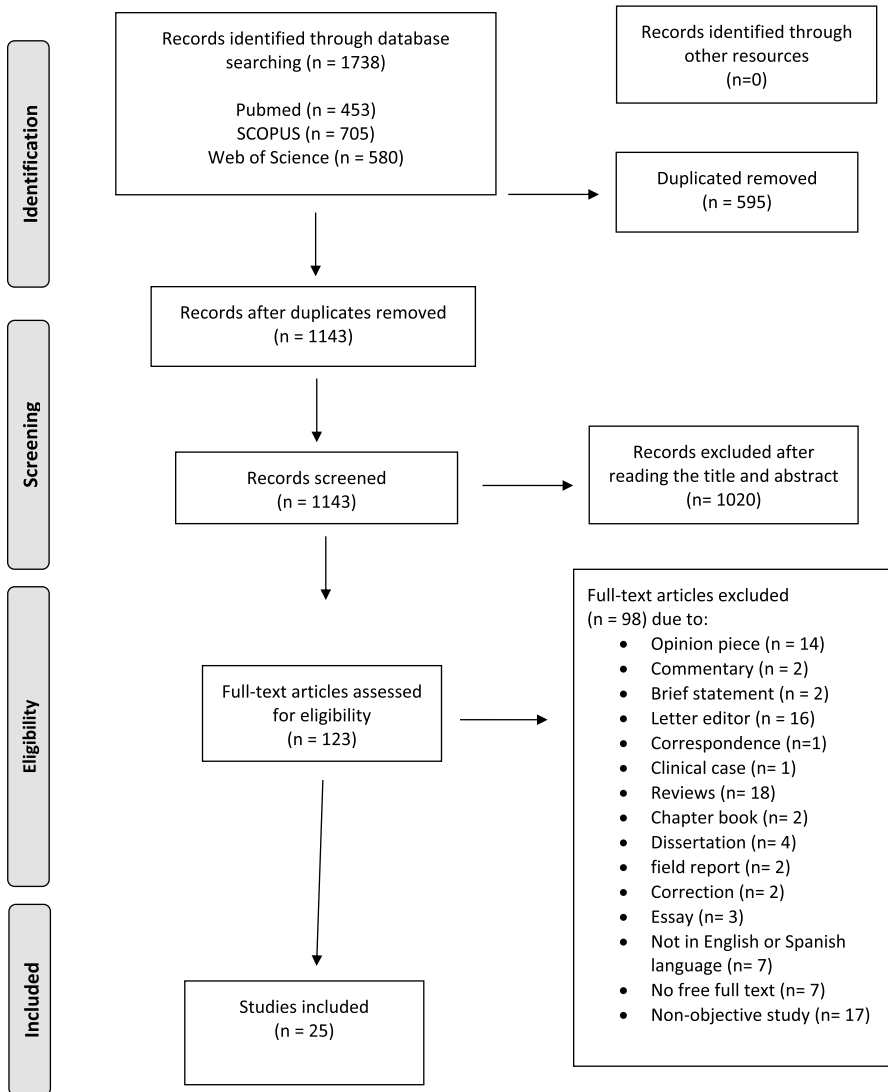 Identification
Records identified through database
searching (n = 1738)
Pubmed (n = 453)
SCOPUS (n = 705)
Web of Science (n = 580)
Records identified through
other resources
(n=0)
Duplicated removed
(n = 595)
Screening
Records after duplicates removed
(n = 1143)
Records screened
(n = 1143)
Records excluded after
reading the title and abstract
(n= 1020)
Eligibility
Full-text articles assessed
for eligibility
(n = 123)
Full-text articles excluded
(n = 98) due to:
• Opinion piece (n = 14)
• Commentary (n = 2)
• Brief statement (n = 2)
• Letter editor (n = 16)
• Correspondence (n=1)
• Clinical case (n= 1)
• Reviews (n= 18)
• Chapter book (n= 2)
• Dissertation (n= 4)
• field report (n= 2)
• Correction (n= 2)
• Essay (n= 3)
• Not in English or Spanish
language (n= 7)
• No free full text (n= 7)
• Non-objective study (n= 17)
Included
Studies included
(n = 25)